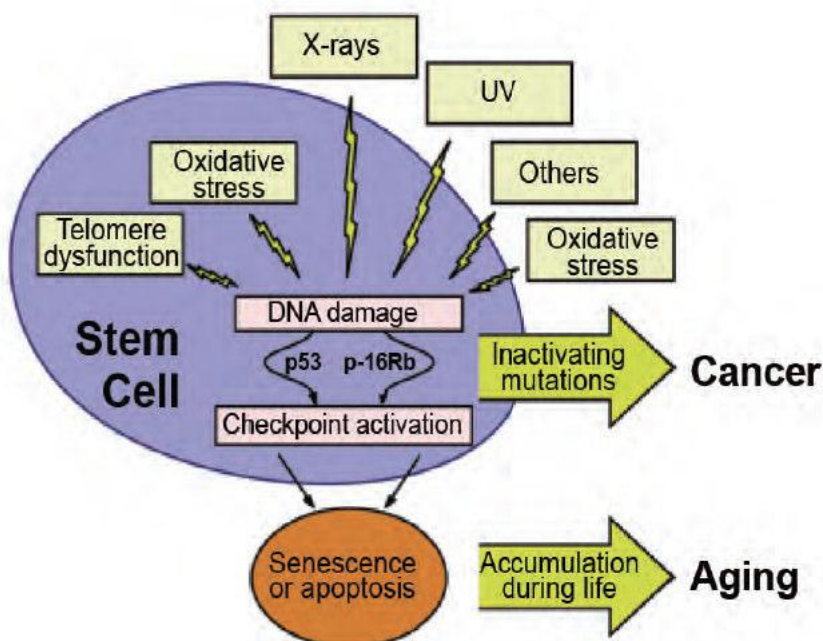 X-rays
UV
Oxidative
stress
Others
Telomere
dysfunction
Oxidative
stress
DNA damage
Stem
Cell
p53 p-16Rb
Inactivating
mutations
Cancer
Checkpoint activation
Senescence
or apoptosis
Accumulation
during life
Aging